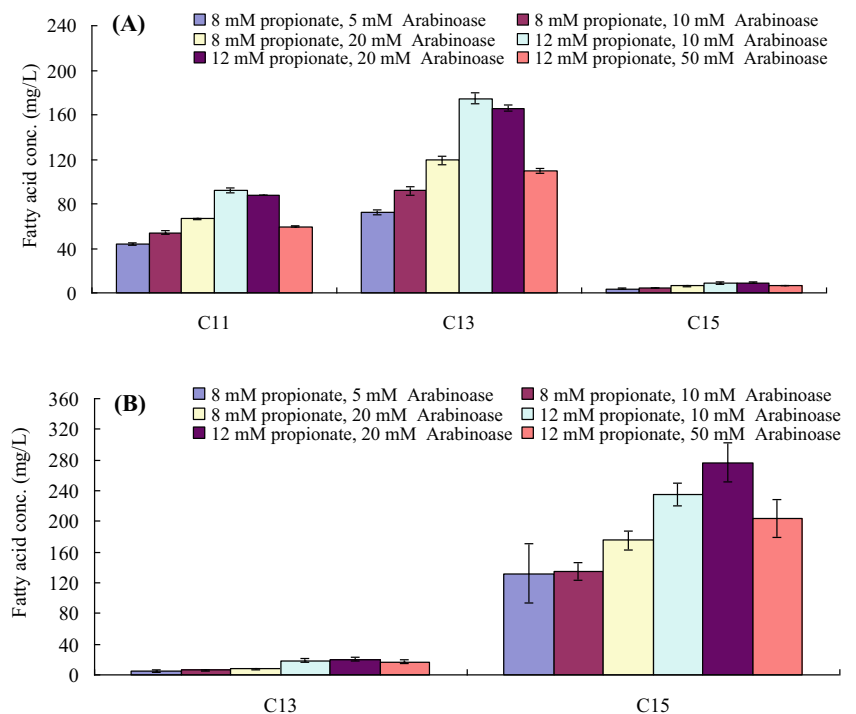 (A)
8 mM propionate, 5 mM Arabinoase
8 mM propionate, 10 mM Arabinoase
8 mM propionate, 20 mM Arabinoase
12 mM propionate, 10 mM Arabinoase
12 mM propionate, 20 mM Arabinoase
12 mM propionate, 50 mM Arabinoase
Fatty acid conc. (mg/L)
240
200
160
120
80
40
0
C11
C13
C15
(B)
8 mM propionate, 5 mM Arabinoase
8 mM propionate, 10 mM Arabinoase
8 mM propionate, 20 mM Arabinoase
12 mM propionate, 10 mM Arabinoase
12 mM propionate, 20 mM Arabinoase
12 mM propionate, 50 mM Arabinoase
Fatty acid conc. (mg/L)
360
320
280
240
200
160
120
80
40
0
C13
C15